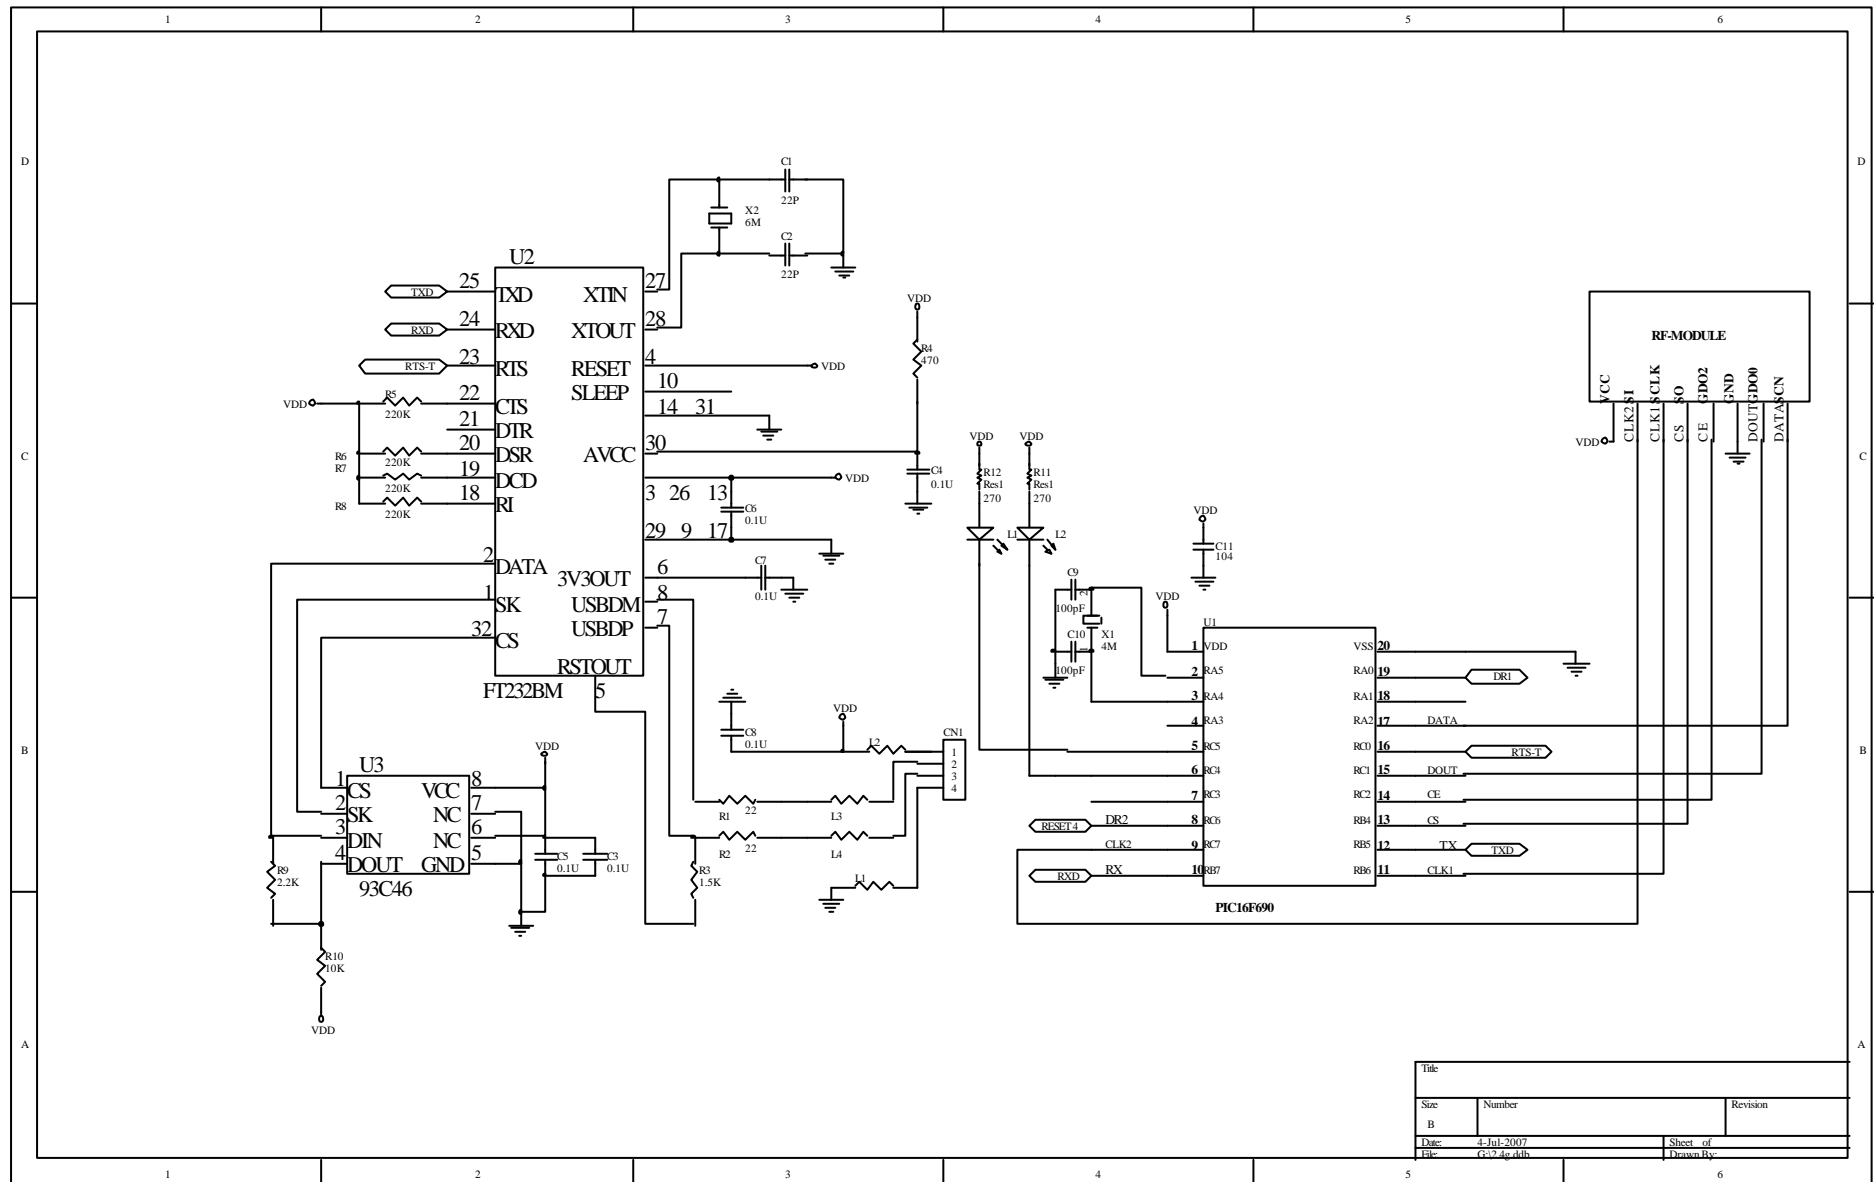 1 2 3 4 5 6
D D
C C
B B
A A
C1
22P
X2
6M
C2
22P
U2
25 TXD
TXD
24 RXD
RXD
23 RTS-T
RTS
22 CTS
21 DTR
20 DSR
19 DCD
18 RI
2 DATA
1 SK
32 CS
XTIN 27
XTOUT 28
RESET 4
SLEEP 10
14 31
AVCC 30
3 26 13
29 9 17
3V3OUT 6
USBDM 8
USBDP 7
RSTOUT
5
FT232BM
VDD
R5
220K
R6
220K
R7
220K
R8
220K
VDD
VDD
R4
470
C4
0.1U
VDD
C6
0.1U
C7
0.1U
VDD
R12
Res1
270
L1
VDD
R11
Res1
270
L2
VDD
C11
104
C9
100pF
C10
100pF
2
1
X1
4M
VDD
U1
1 VDD
2 RA5
3 RA4
4 RA3
5 RC5
6 RC4
7 RC3
8 RC6
9 RC7
10 RB7
VSS 20
RA0 19
RA1 18
RA2 17
RC0 16
RC1 15
RC2 14
RB4 13
RB5 12
RB6 11
DR1
DATA
RTS-T
DOUT
CE
CS
TX TXD
CLK1
RESET 4 DR2
CLK2
RXD RX
PIC16F690
RF-MODULE
VCC
SI
SCLK
SO
GDO2
GND
GDO0
SCN
VDD
CLK2
CLK1
CS
CE
DOUT
DATA
C8
0.1U
VDD
L2
CN1
1
2
3
4
R1
22
L3
R2
22
L4
R3
1.5K
L1
U3
1 CS
2 SK
3 DIN
4 DOUT
VCC 8
NC 7
NC 6
GND 5
93C46
VDD
C5
0.1U
C3
0.1U
R9
2.2K
R10
10K
VDD
Title
Size Number Revision
B
Date: 4-Jul-2007 Sheet of
File: G:\2.4g.ddb Drawn By:
1 2 3 4 5 6